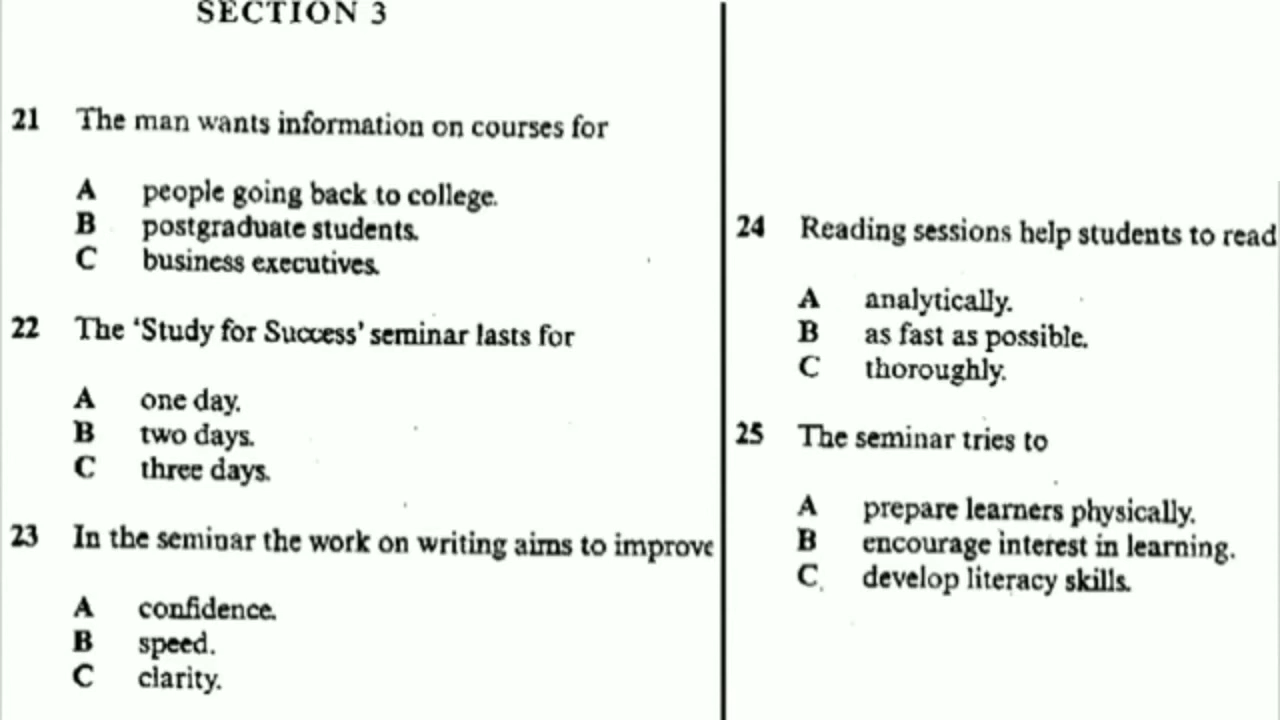 SECTION 3
21 The man wants information on courses for
A people going back to college.
B postgraduate students.
C business executives.
22 The 'Study for Success' seminar lasts for
A one day.
B two days.
C three days.
23 In the seminar the work on writing aims to improve
A confidence.
B speed.
C clarity.
24 Reading sessions help students to read
A analytically.
B as fast as possible.
C thoroughly.
25 The seminar tries to
A prepare learners physically.
B encourage interest in learning.
C develop literacy skills.